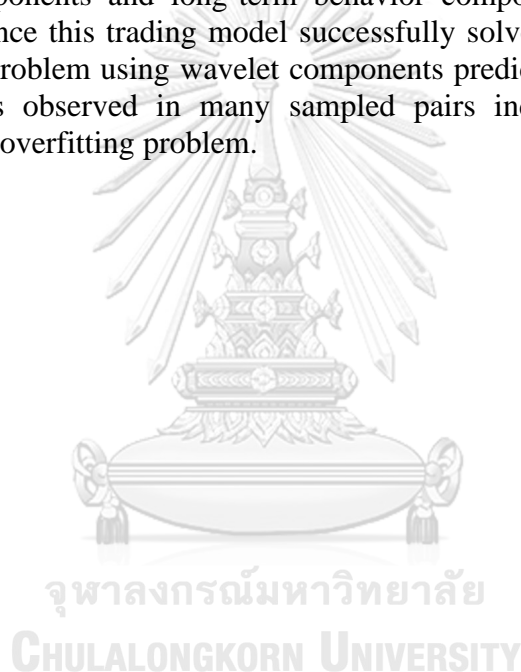 ponents and long-term behavior compo
nce this trading model successfully solv
roblem using wavelet components predic
s observed in many sampled pairs inc
overfitting problem.
จุฬาลงกรณ์มหาวิทยาลัย
CHULALONGKORN UNIVERSITY